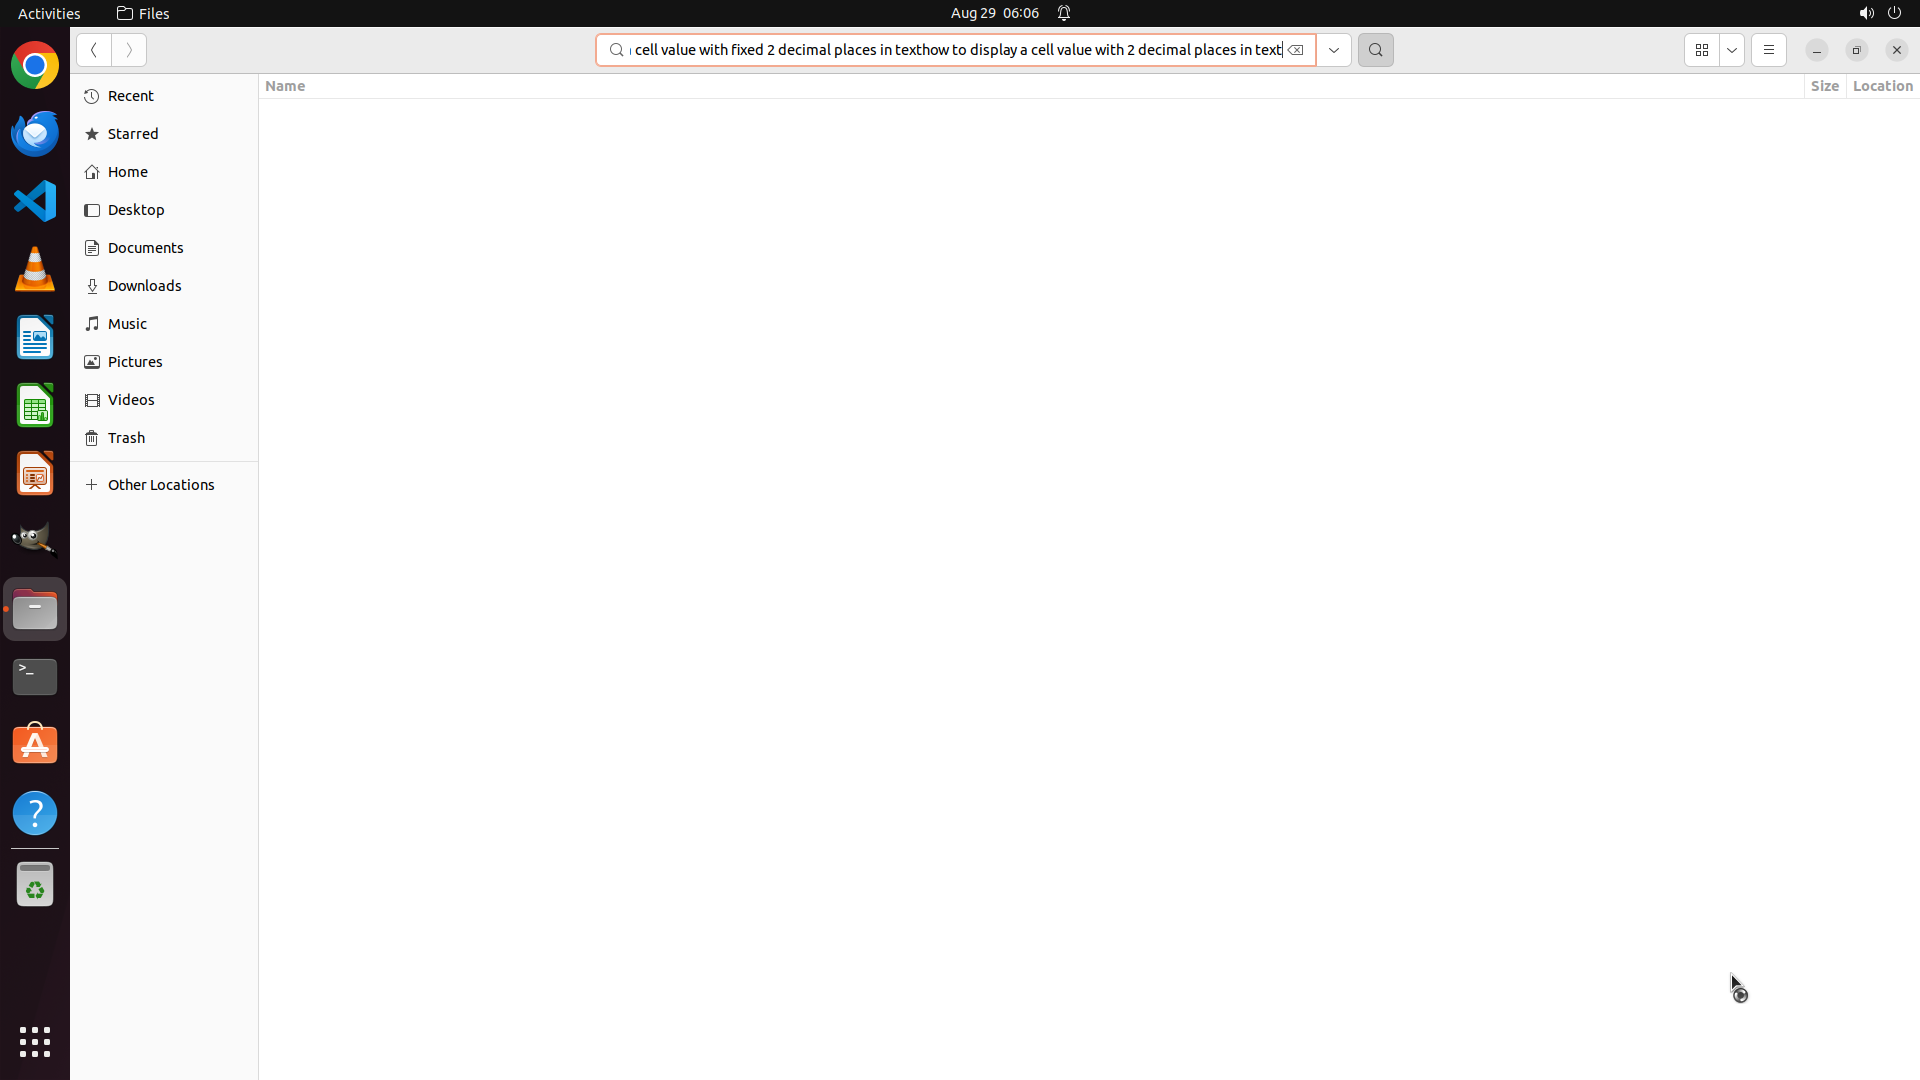 Activities
Files
Aug 29 06:06
cell value with fixed 2 decimal places in texthow to display a cell value with 2 decimal places in text
Name
Size
Location
Recent
Starred
Home
Desktop
Documents
Downloads
Music
Pictures
Videos
Trash
Other Locations